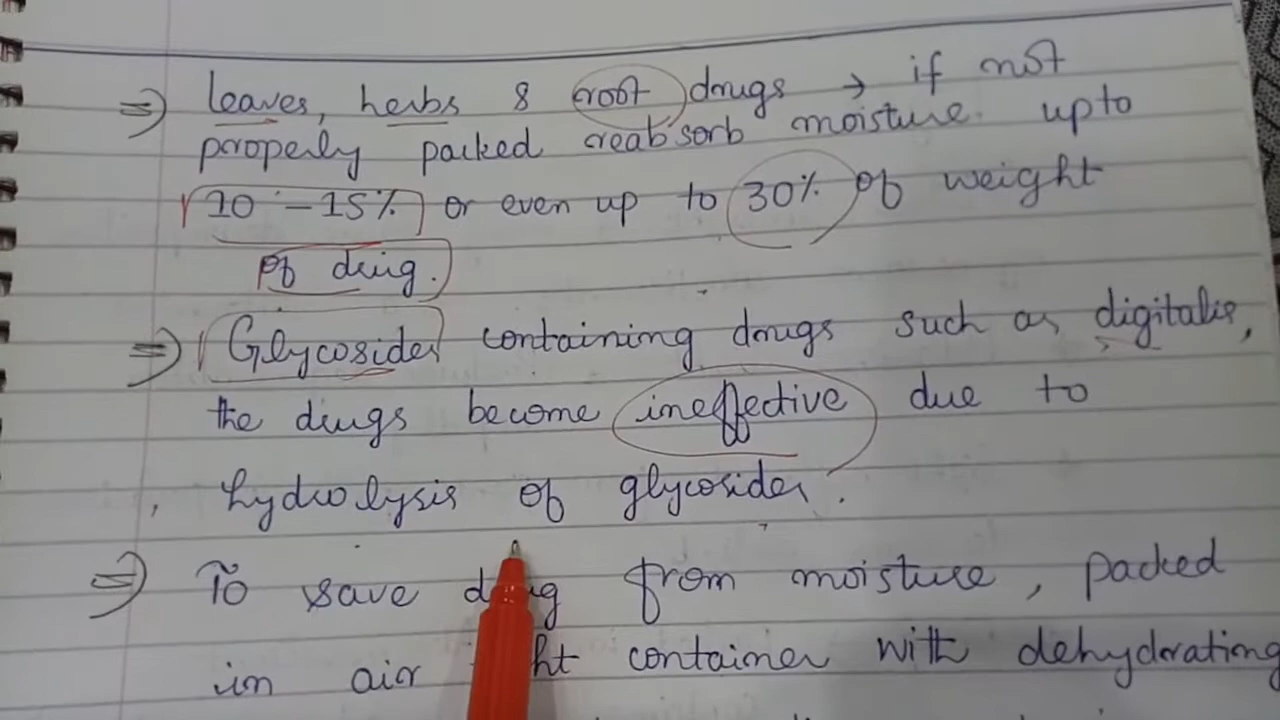 ⇒ leaves, herbs & root drugs → if not
properly packed reabsorb moisture upto
10 – 15% or even up to 30% of weight
of drug.
⇒ Glycosides containing drugs such as digitalis,
the drugs become ineffective due to
hydrolysis of glycosides.
⇒ To save drug from moisture, packed
in air container with dehydrating